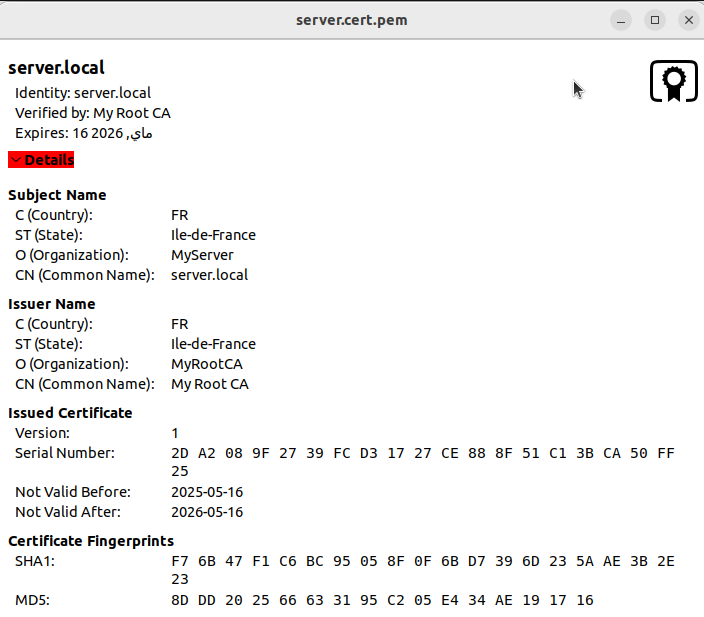 server.cert.pem
server.local
Identity: server.local
Verified by: My Root CA
Expires: 16 ماي, 2026
Details
Subject Name
C (Country): FR
ST (State): Ile-de-France
O (Organization): MyServer
CN (Common Name): server.local
Issuer Name
C (Country): FR
ST (State): Ile-de-France
O (Organization): MyRootCA
CN (Common Name): My Root CA
Issued Certificate
Version: 1
Serial Number: 2D A2 08 9F 27 39 FC D3 17 27 CE 88 8F 51 C1 3B CA 50 FF
25
Not Valid Before: 2025-05-16
Not Valid After: 2026-05-16
Certificate Fingerprints
SHA1: F7 6B 47 F1 C6 BC 95 05 8F 0F 6B D7 39 6D 23 5A AE 3B 2E
23
MD5: 8D DD 20 25 66 63 31 95 C2 05 E4 34 AE 19 17 16